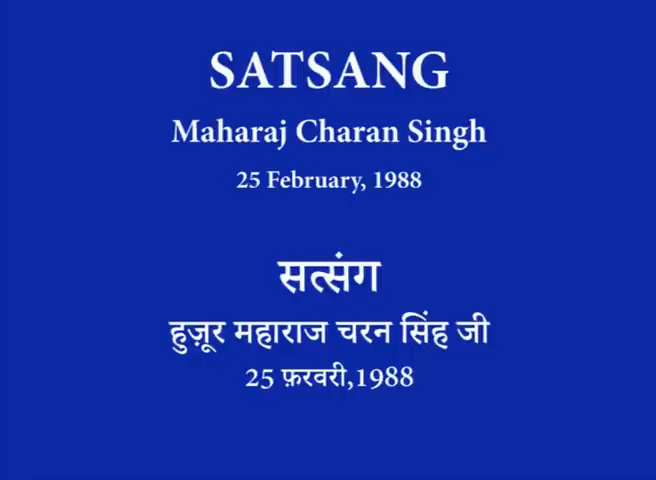 SATSANG
Maharaj Charan Singh
25 February, 1988
सत्संग
हुज़ूर महाराज चरन सिंह जी
25 फ़रवरी,1988